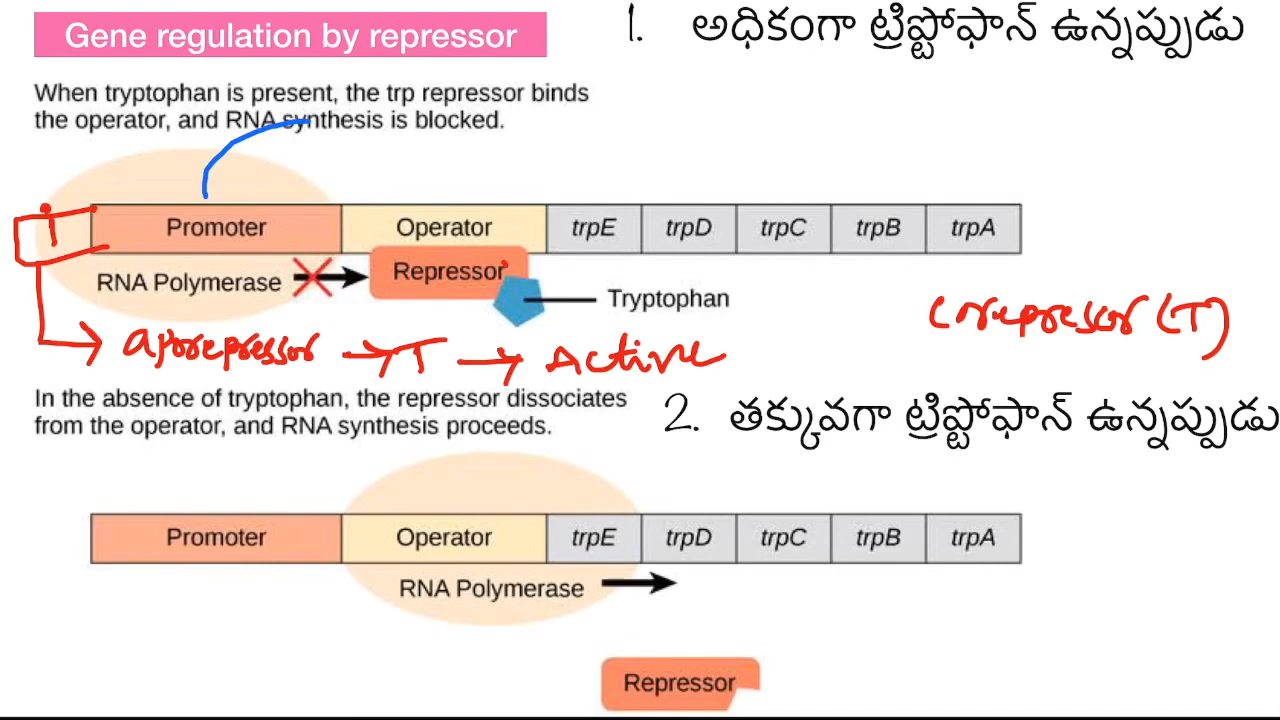 Gene regulation by repressor
1. అధికంగా ట్రిప్టోఫాన్ ఉన్నప్పుడు
When tryptophan is present, the trp repressor binds
the operator, and RNA synthesis is blocked.
i Promoter Operator trpE trpD trpC trpB trpA
RNA Polymerase Repressor
Tryptophan
Corepressor (T)
aporepressor → T → Active
In the absence of tryptophan, the repressor dissociates
from the operator, and RNA synthesis proceeds.
2. తక్కువగా ట్రిప్టోఫాన్ ఉన్నప్పుడు
Promoter Operator trpE trpD trpC trpB trpA
RNA Polymerase
Repressor